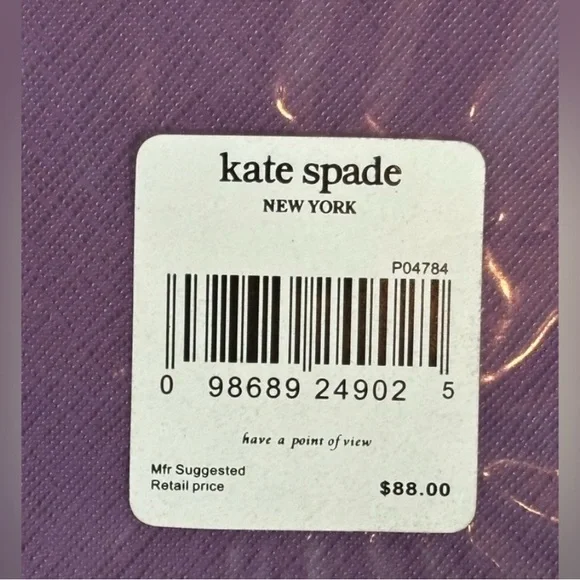 kate spade
NEW YORK
P04784
0 98689 24902 5
have a point of view
Mfr Suggested
Retail price
$88.00